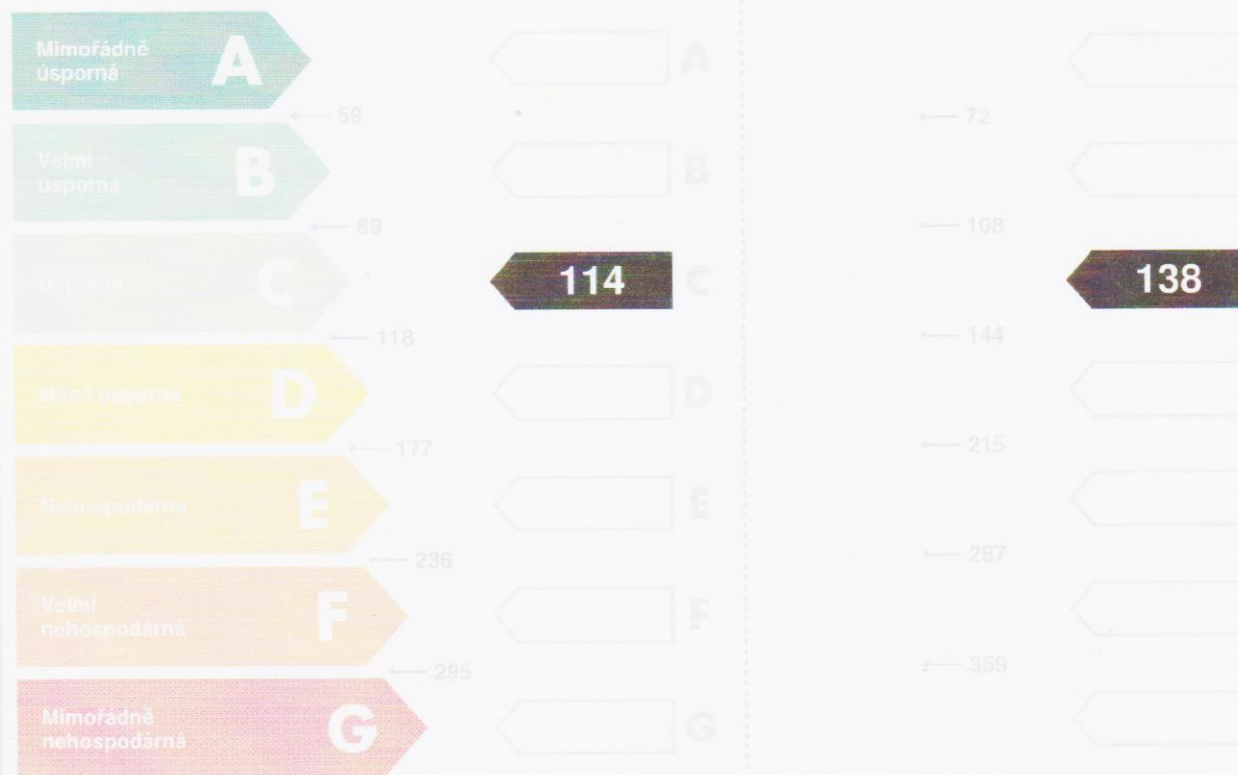 Mimořádně
úsporná
A
A
59
72
Velmi
úsporná
B
B
89
108
Úsporná
C
114
C
138
118
144
Méně úsporná
D
D
177
215
Nehospodárná
E
E
236
287
Velmi
nehospodárná
F
F
295
359
Mimořádně
nehospodárná
G
G